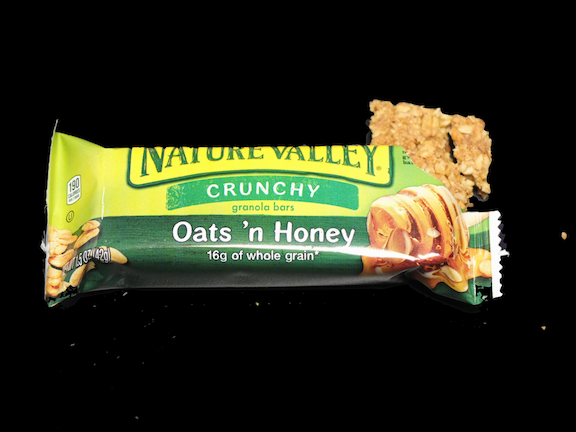 NATURE VALLEY
CRUNCHY
granola bars
190
Oats 'n Honey
16g of whole grain*